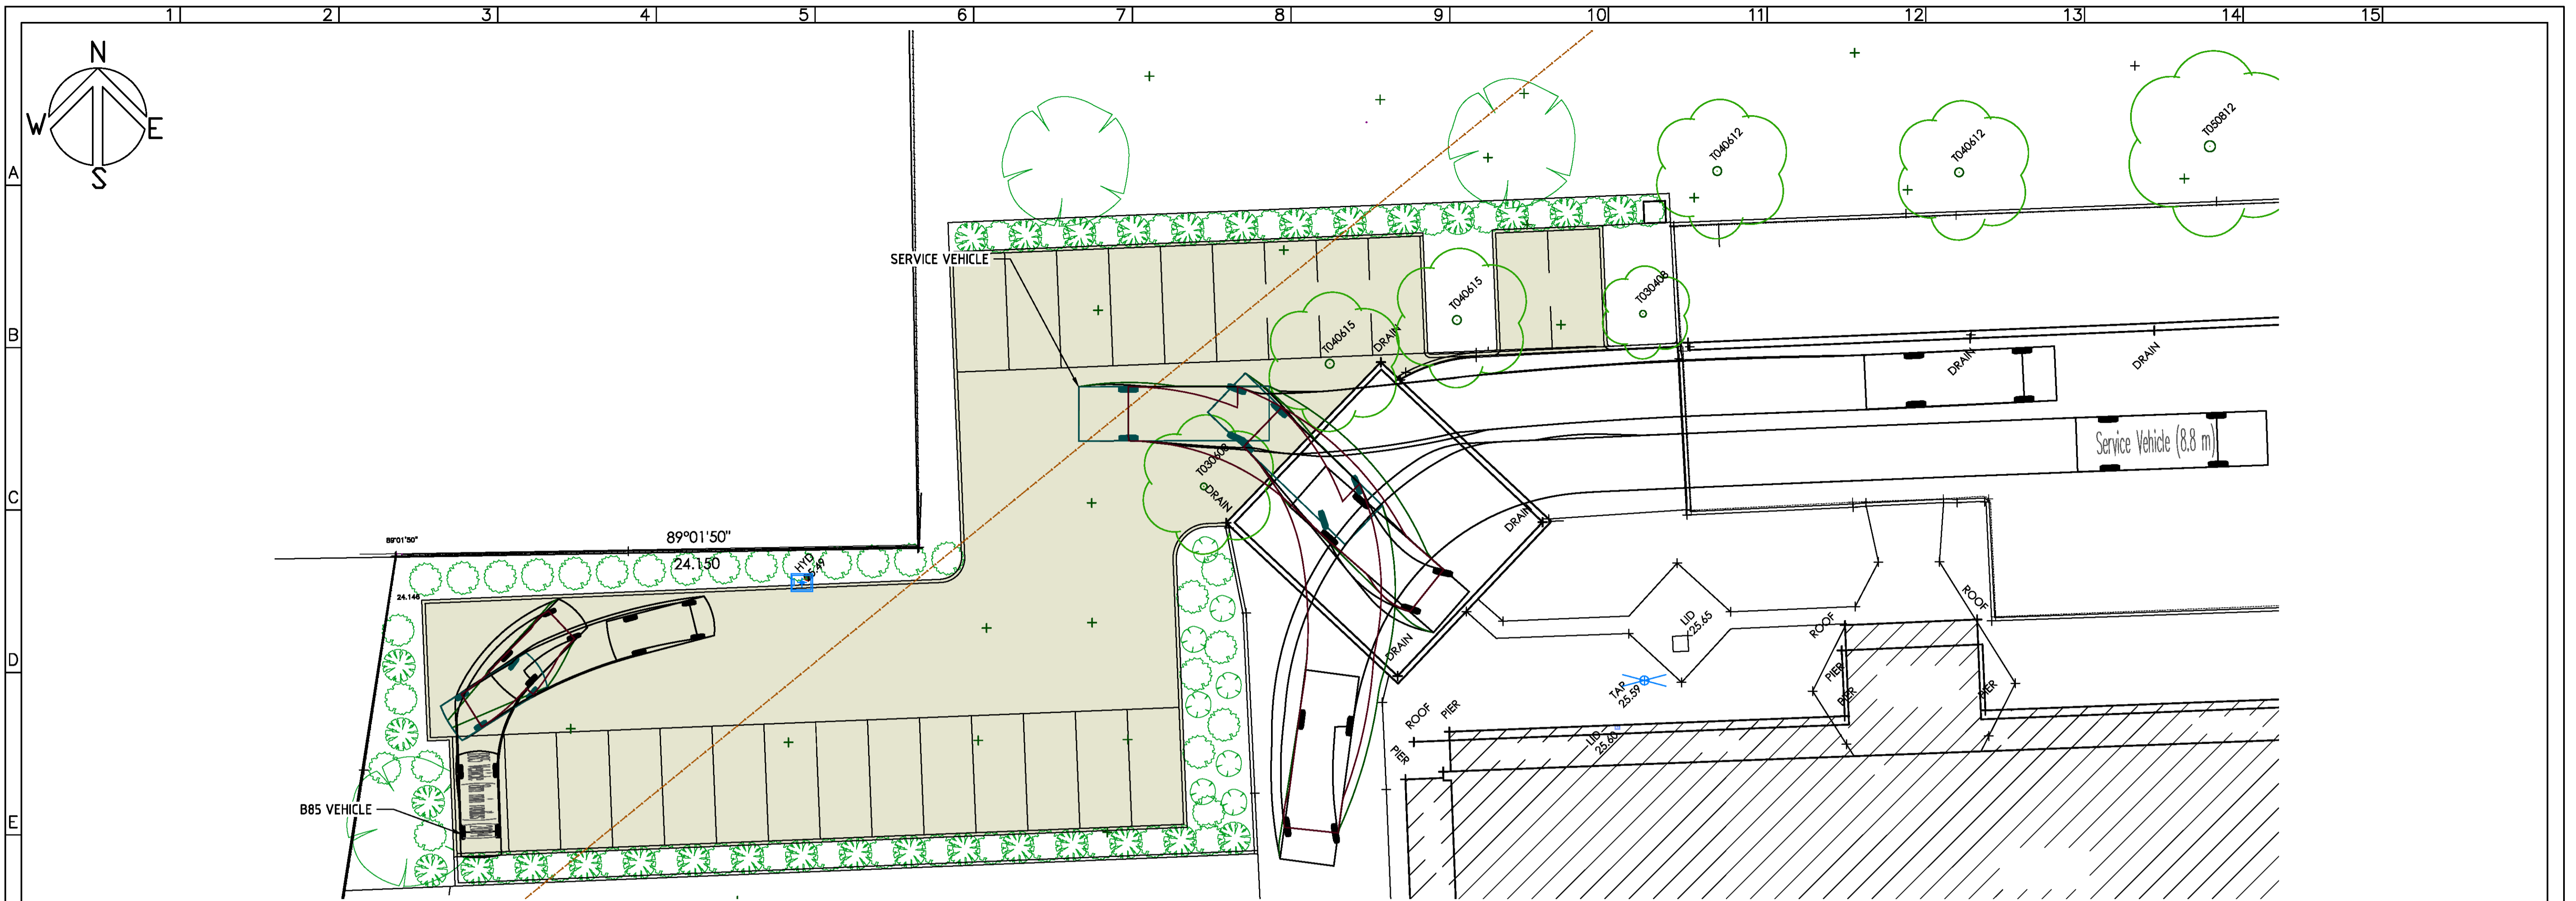 1 2 3 4 5 6 7 8 9 10 11 12 13 14 15
N
W E
S
A
B
C
D
E
T040612
T040612
T050812
SERVICE VEHICLE
T040615
T030408
T040615
DRAIN
DRAIN
DRAIN
Service Vehicle (8.8 m)
T030608
DRAIN
DRAIN
89°01'50"
89°01'50"
24.150
HYD
24.146
ROOF
ROOF
LID
25.65
DRAIN
PIER
PIER
PIER
TAP
25.59
ROOF
PIER
PIER
LID
25.60
B85 VEHICLE